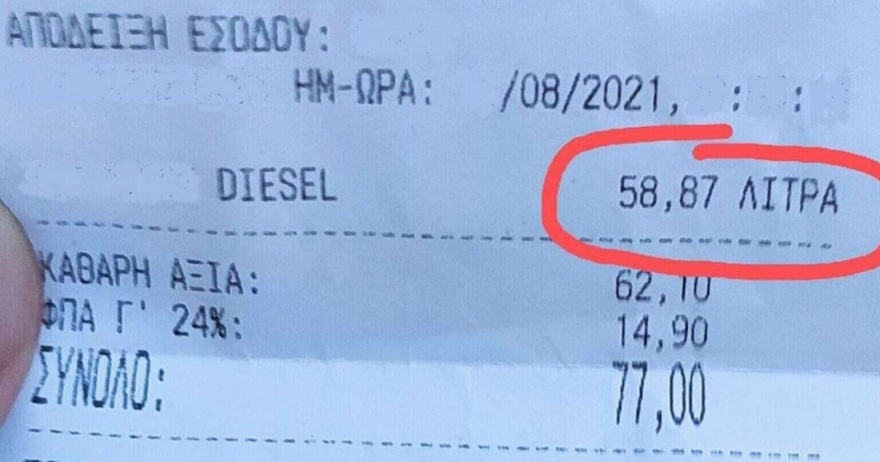 ΑΠΟΔΕΙΞΗ ΕΣΟΔΟΥ:
ΗΜ-ΩΡΑ: /08/2021, : :
DIESEL 58,87 ΛΙΤΡΑ
ΚΑΘΑΡΗ ΑΞΙΑ: 62,10
ΦΠΑ Γ' 24%: 14,90
ΣΥΝΟΛΟ: 77,00